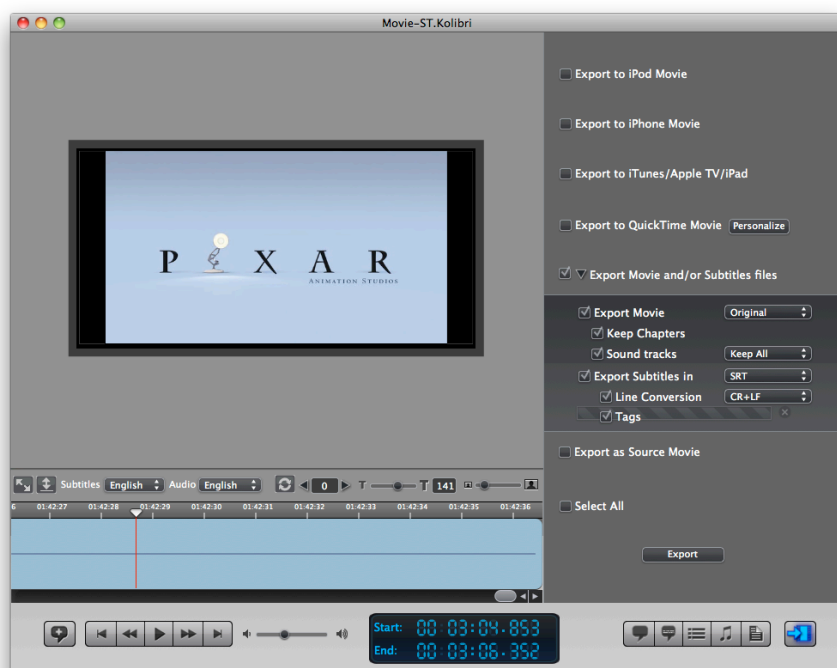 Movie-ST.Kolibri
Export to iPod Movie
Export to iPhone Movie
Export to iTunes/Apple TV/iPad
Export to QuickTime Movie Personalize
Export Movie and/or Subtitles files
Export Movie Original
Keep Chapters
Sound tracks Keep All
Export Subtitles in SRT
Line Conversion CR+LF
Tags
Export as Source Movie
Select All
Export
P I X A R
ANIMATION STUDIOS
Subtitles English Audio English 0 T T 141
6 01:42:27 01:42:28 01:42:29 01:42:30 01:42:31 01:42:32 01:42:33 01:42:34 01:42:35 01:42:36
Start: 00:03:04.853
End: 00:03:06.352